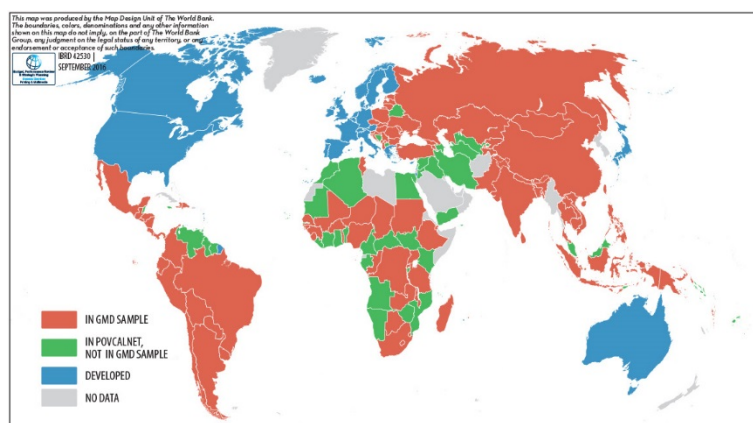 This map was produced by the Map Design Unit of The World Bank.
The boundaries, colors, denominations and any other information
shown on this map do not imply, on the part of The World Bank
Group, any judgment on the legal status of any territory, or any
endorsement or acceptance of such boundaries.
IBRD 42530 |
SEPTEMBER 2016
IN GMD SAMPLE
IN POVCALNET,
NOT IN GMD SAMPLE
DEVELOPED
NO DATA